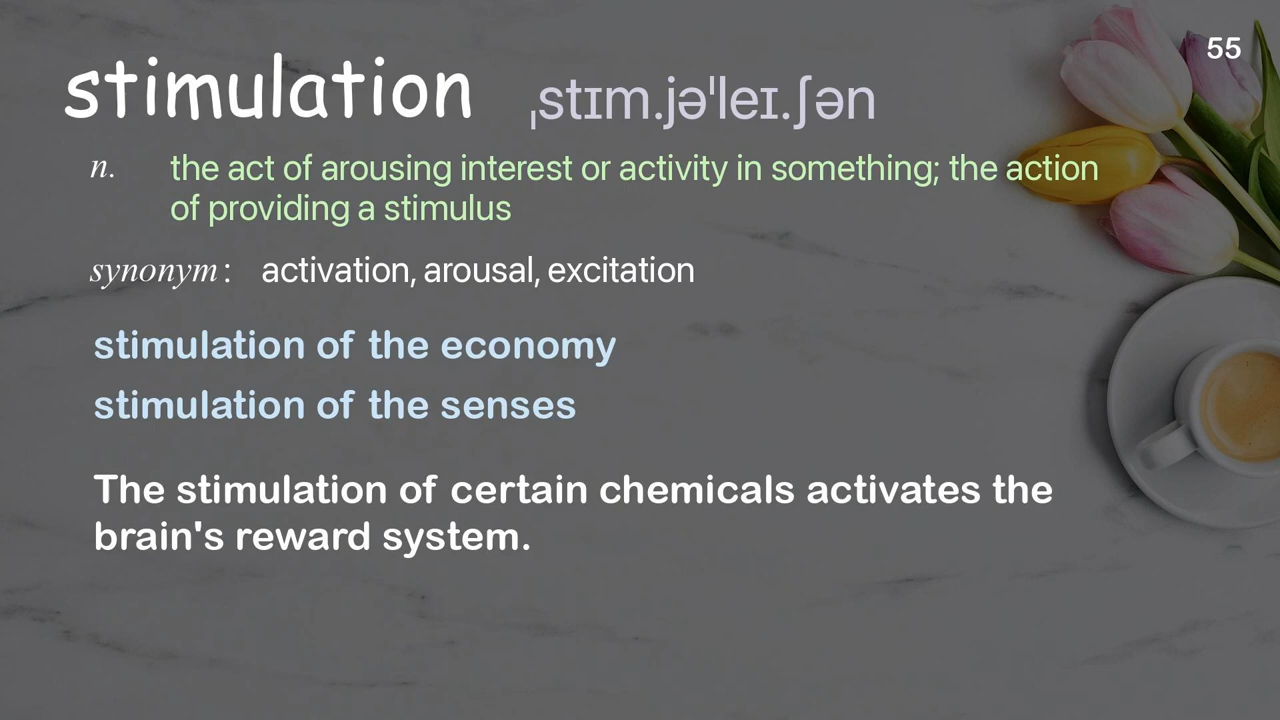 55
stimulation ˌstɪm.jəˈleɪ.ʃən
n. the act of arousing interest or activity in something; the action
of providing a stimulus
synonym: activation, arousal, excitation
stimulation of the economy
stimulation of the senses
The stimulation of certain chemicals activates the
brain's reward system.